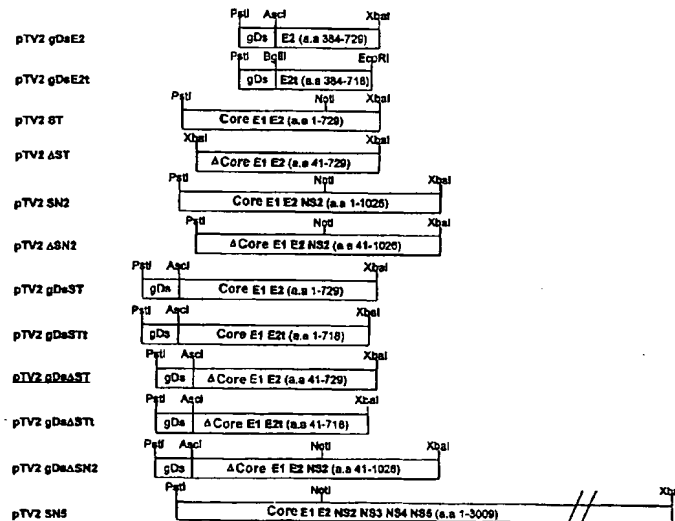 PstI AscI XbaI
pTV2 gDsE2 gDs E2 (a.a 384-729)
PstI BglII EcoRI
pTV2 gDsE2t gDs E2t (a.a 384-718)
PstI NotI XbaI
pTV2 ST Core E1 E2 (a.a 1-729)
XbaI XbaI
pTV2 ΔST ΔCore E1 E2 (a.a 41-729)
PstI NotI XbaI
pTV2 SN2 Core E1 E2 NS2 (a.a 1-1026)
PstI NotI XbaI
pTV2 ΔSN2 ΔCore E1 E2 NS2 (a.a 41-1026)
PstI AscI XbaI
pTV2 gDsST gDs Core E1 E2 (a.a 1-729)
PstI AscI XbaI
pTV2 gDsSTt gDs Core E1 E2t (a.a 1-718)
PstI AscI XbaI
pTV2 gDsΔST gDs ΔCore E1 E2 (a.a 41-729)
PstI AscI XbaI
pTV2 gDsΔSTt gDs ΔCore E1 E2t (a.a 41-718)
PstI AscI NotI XbaI
pTV2 gDsΔSN2 gDs ΔCore E1 E2 NS2 (a.a 41-1026)
PstI NotI
pTV2 SN5 Core E1 E2 NS2 NS3 NS4 NS5 (a.a 1-3009)